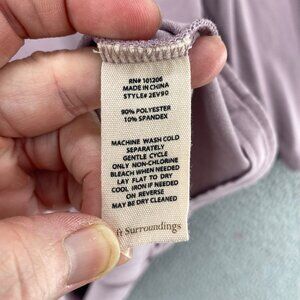 RN# 101206
MADE IN CHINA
STYLE# 2EV90
90% POLYESTER
10% SPANDEX
MACHINE WASH COLD
SEPARATELY
GENTLE CYCLE
ONLY NON-CHLORINE
BLEACH WHEN NEEDED
LAY FLAT TO DRY
COOL IRON IF NEEDED
ON REVERSE
MAY BE DRY CLEANED
ft Surroundings